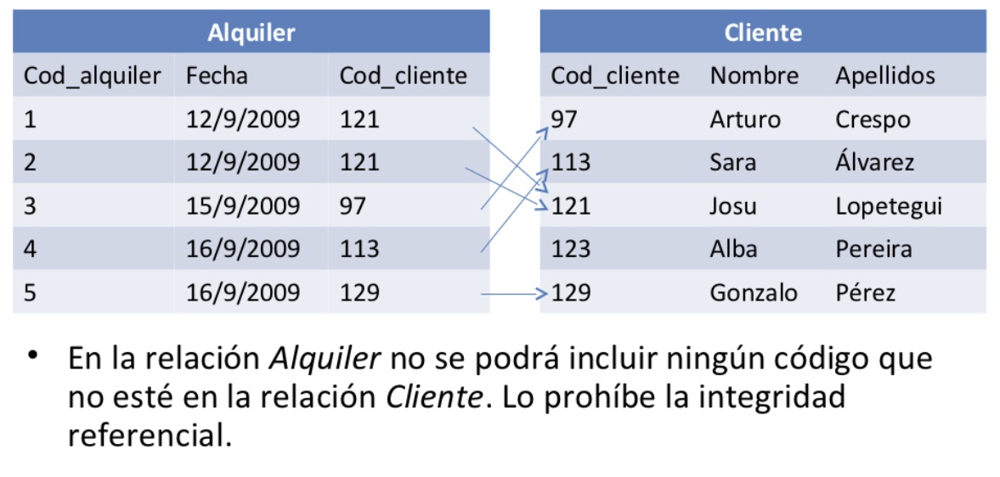 Alquiler
Cod_alquiler Fecha Cod_cliente
1 12/9/2009 121
2 12/9/2009 121
3 15/9/2009 97
4 16/9/2009 113
5 16/9/2009 129
Cliente
Cod_cliente Nombre Apellidos
97 Arturo Crespo
113 Sara Álvarez
121 Josu Lopetegui
123 Alba Pereira
129 Gonzalo Pérez
• En la relación Alquiler no se podrá incluir ningún código que
no esté en la relación Cliente. Lo prohíbe la integridad
referencial.